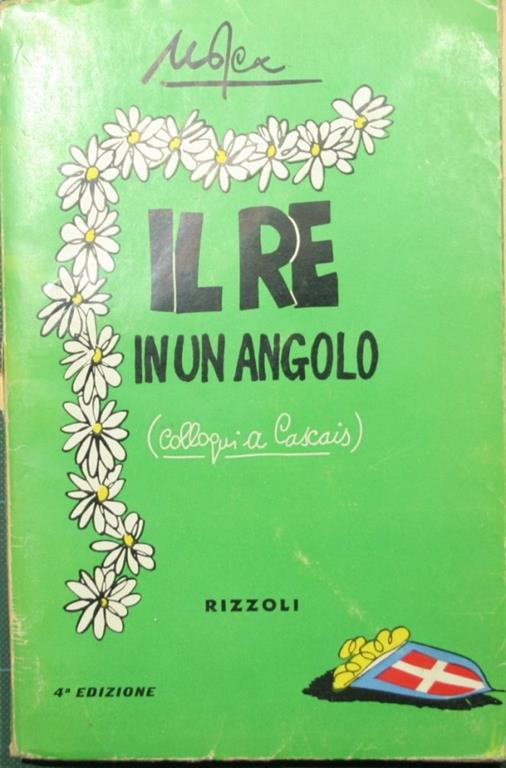 Mosca
IL RE
IN UN ANGOLO
(colloqui a Cascais)
RIZZOLI
4ª EDIZIONE